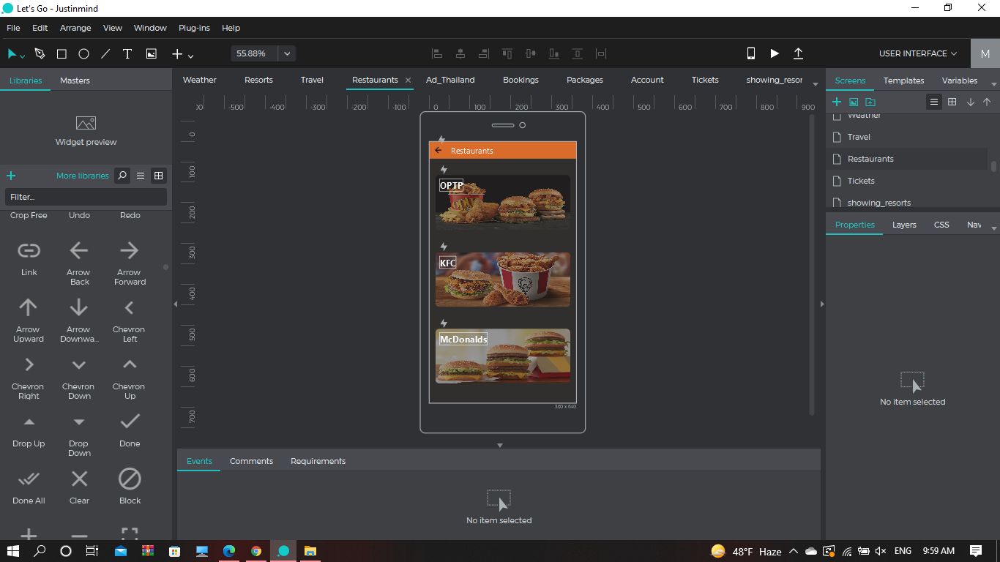 Let's Go - Justinmind
File Edit Arrange View Window Plug-ins Help
55.88%
USER INTERFACE
M
Libraries Masters
Weather Resorts Travel Restaurants Ad_Thailand Bookings Packages Account Tickets showing_resor
Screens Templates Variables
-500 -400 -300 -200 -100 0 100 200 300 400 500 600 700 800 900
0
100
200
300
400
500
600
700
Widget preview
More libraries
Filter...
Crop Free Undo Redo
Link Arrow Back Arrow Forward
Arrow Upward Arrow Downwa... Chevron Left
Chevron Right Chevron Down Chevron Up
Drop Up Drop Down Done
Done All Clear Block
Restaurants
OPTP
KFC
McDonalds
360 x 640
Weather
Travel
Restaurants
Tickets
showing_resorts
Properties Layers CSS Nav
No item selected
Events Comments Requirements
No item selected
48°F Haze
ENG
9:59 AM